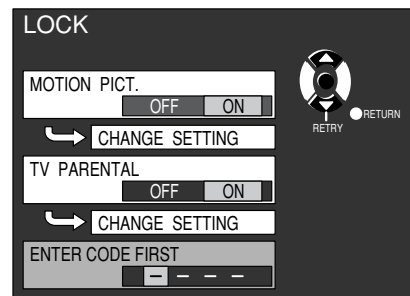 LOCK
MOTION PICT.
OFF ON
CHANGE SETTING
TV PARENTAL
OFF ON
CHANGE SETTING
ENTER CODE FIRST
– – – –
RETURN
RETRY